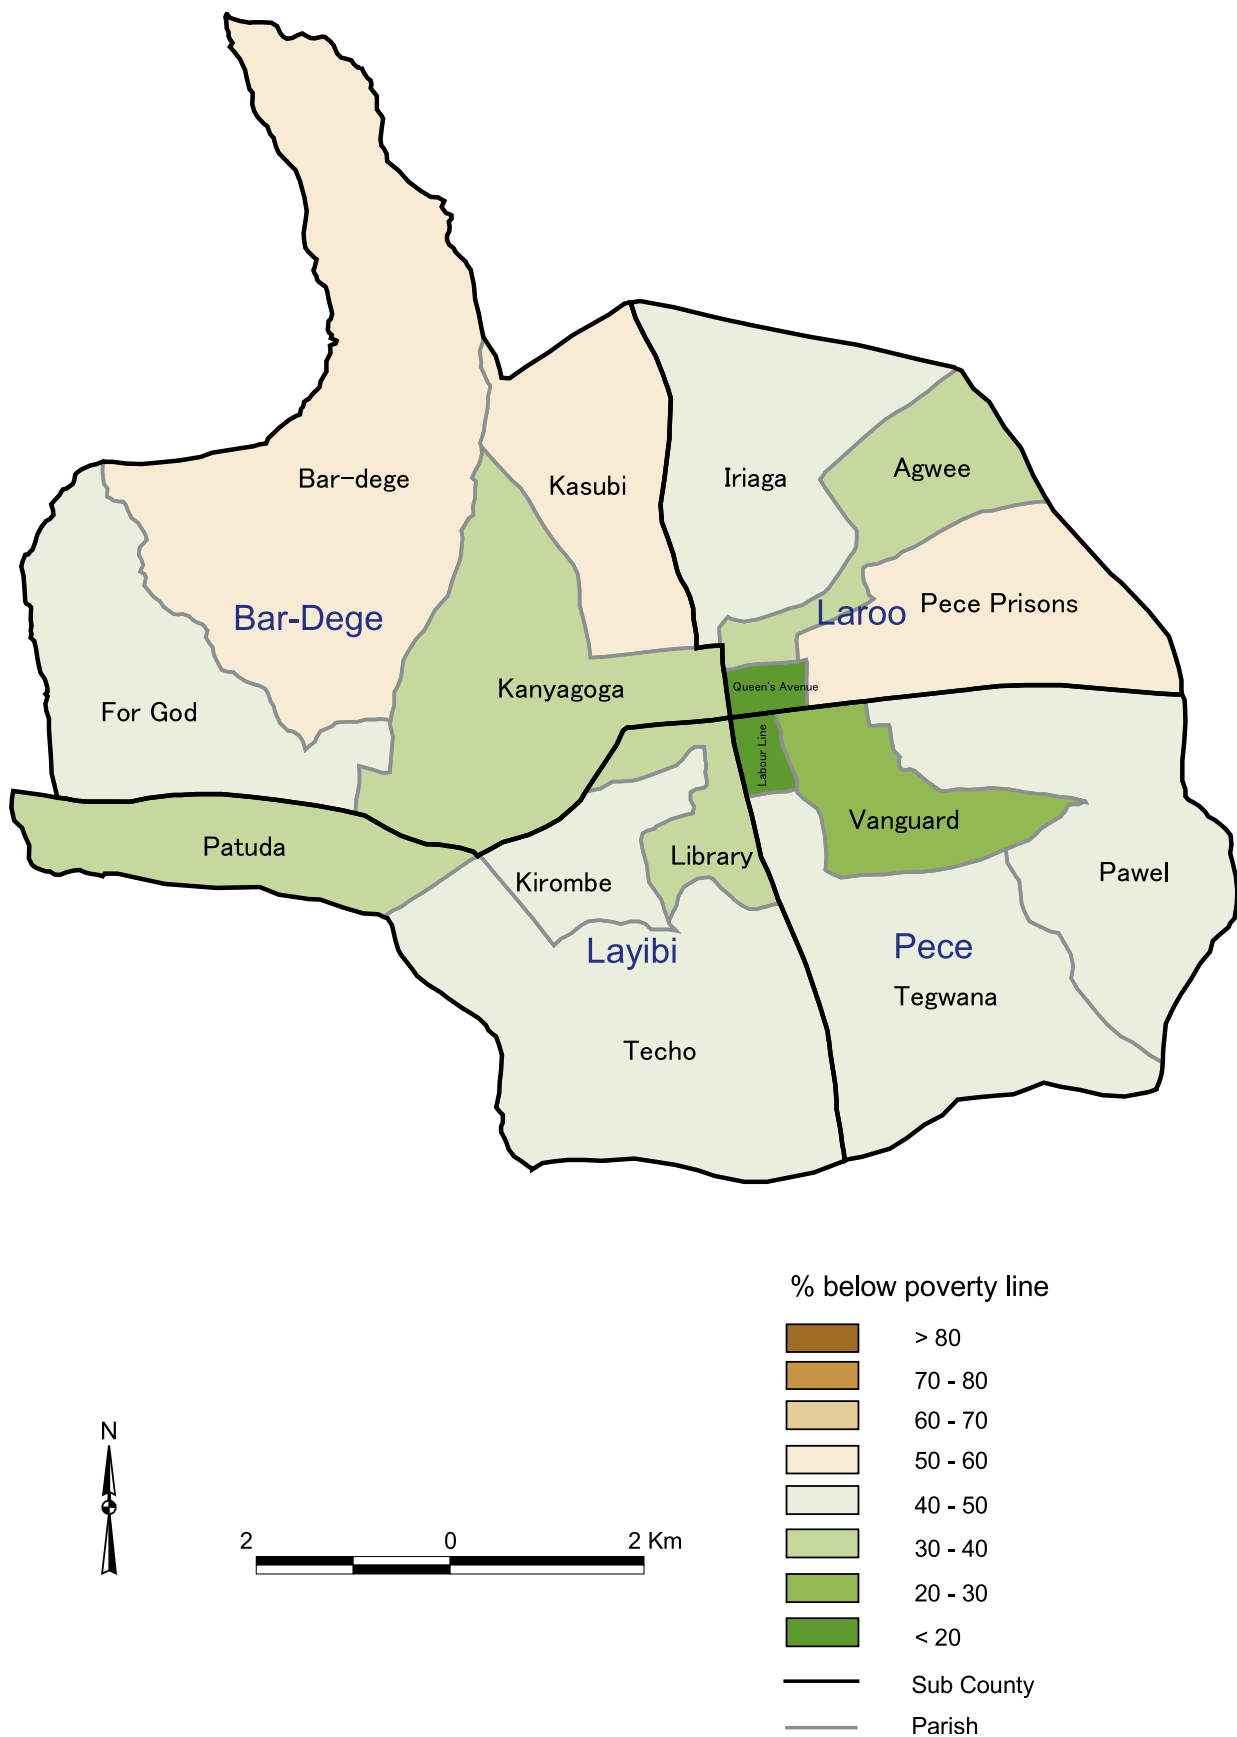 Bar-dege
Kasubi
Iriaga
Agwee
Bar-Dege
Laroo
Pece Prisons
For God
Kanyagoga
Queen's Avenue
Labour Line
Patuda
Kirombe
Library
Vanguard
Pawel
Layibi
Pece
Tegwana
Techo
% below poverty line
> 80
70 - 80
60 - 70
50 - 60
40 - 50
30 - 40
20 - 30
< 20
Sub County
Parish
N
2 0 2 Km